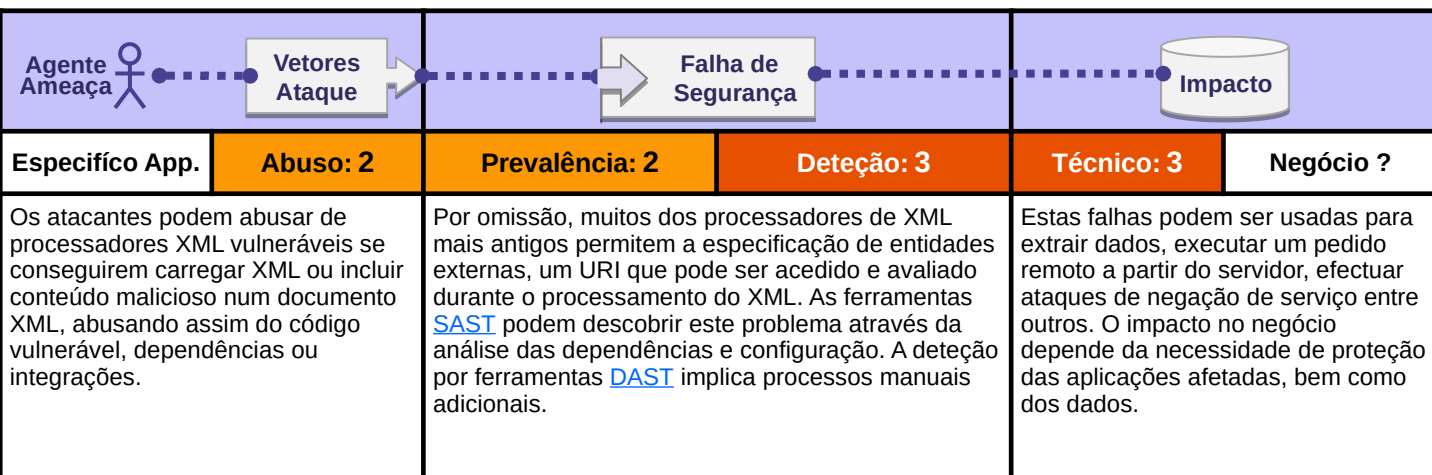 Agente
Ameaça
Vetores
Ataque
Falha de
Segurança
Impacto
Especifíco App.
Abuso: 2
Prevalência: 2
Deteção: 3
Técnico: 3
Negócio ?
Os atacantes podem abusar de
processadores XML vulneráveis se
conseguirem carregar XML ou incluir
conteúdo malicioso num documento
XML, abusando assim do código
vulnerável, dependências ou
integrações.
Por omissão, muitos dos processadores de XML
mais antigos permitem a especificação de entidades
externas, um URI que pode ser acedido e avaliado
durante o processamento do XML. As ferramentas
SAST podem descobrir este problema através da
análise das dependências e configuração. A deteção
por ferramentas DAST implica processos manuais
adicionais.
Estas falhas podem ser usadas para
extrair dados, executar um pedido
remoto a partir do servidor, efectuar
ataques de negação de serviço entre
outros. O impacto no negócio
depende da necessidade de proteção
das aplicações afetadas, bem como
dos dados.